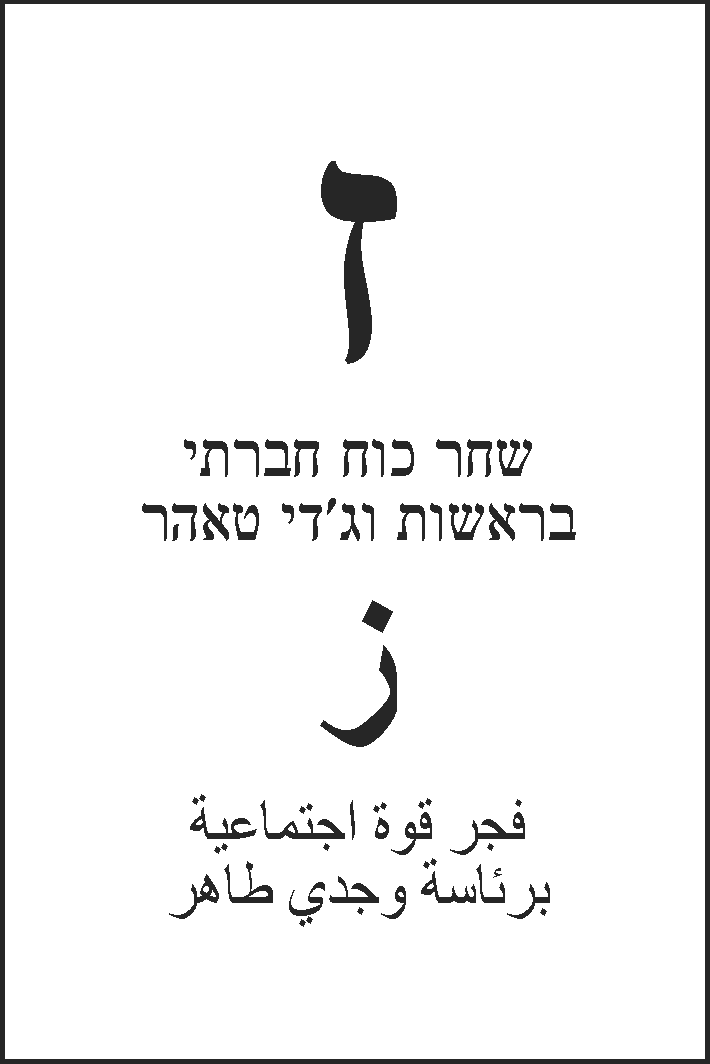 ז
שחר כוח חברתי
בראשות וג'די טאהר
ز
فجر قوة اجتماعية
برئاسة وجدي طاهر